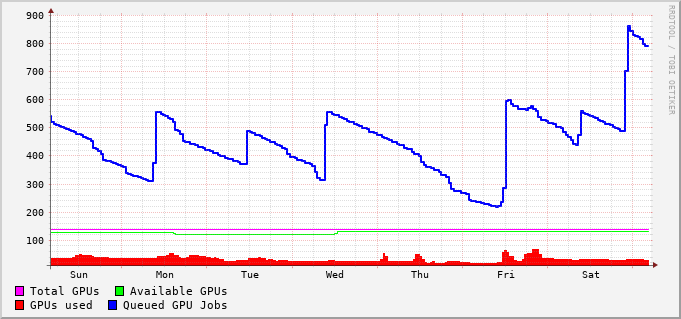 900
800
700
600
500
400
300
200
100
Sun Mon Tue Wed Thu Fri Sat
Total GPUs Available GPUs
GPUs used Queued GPU Jobs
RRDTOOL / TOBI OETIKER